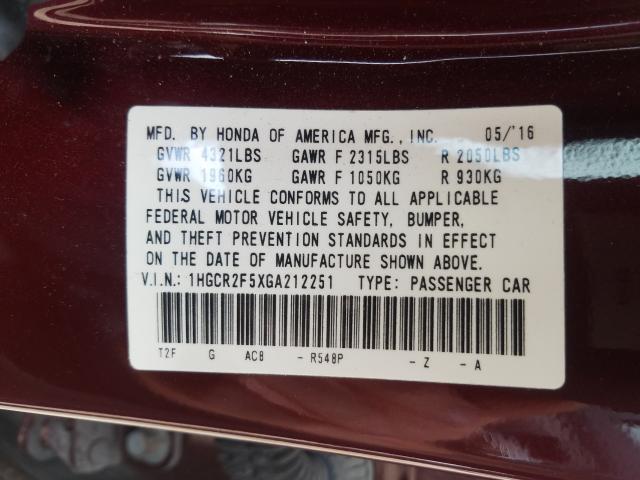 MFD. BY HONDA OF AMERICA MFG., INC. 05/'16
GVWR 4321LBS GAWR F 2315LBS R 2050LBS
GVWR 1960KG GAWR F 1050KG R 930KG
THIS VEHICLE CONFORMS TO ALL APPLICABLE
FEDERAL MOTOR VEHICLE SAFETY, BUMPER,
AND THEFT PREVENTION STANDARDS IN EFFECT
ON THE DATE OF MANUFACTURE SHOWN ABOVE.
V.I.N.: 1HGCR2F5XGA212251 TYPE: PASSENGER CAR
T2F G AC8 - R548P - Z - A